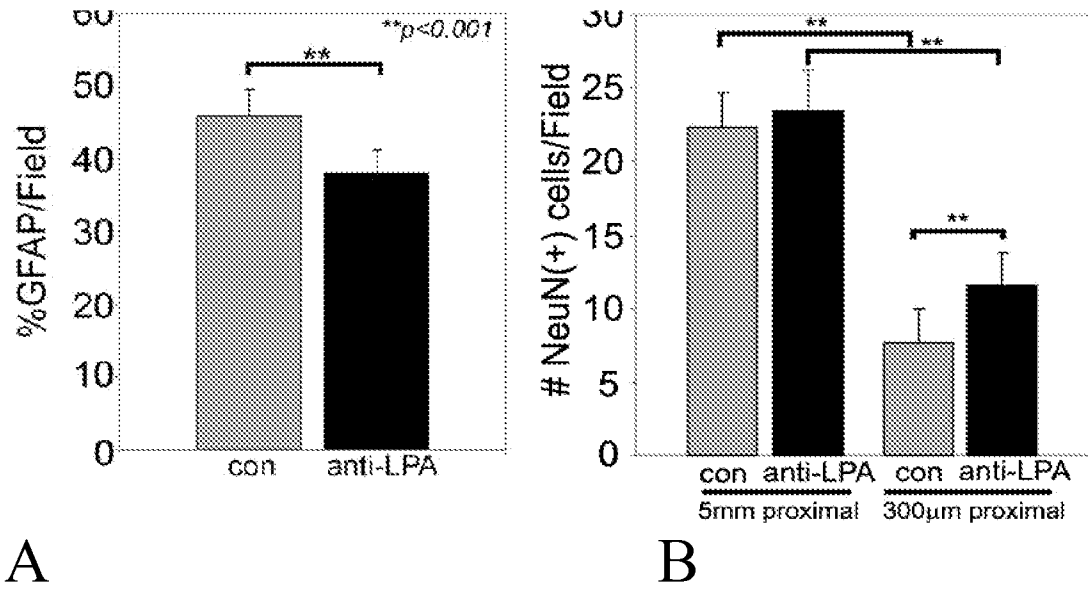 **p<0.001
**
%GFAP/Field
60
50
40
30
20
10
0
con anti-LPA
A
**
**
**
# NeuN(+) cells/Field
30
25
20
15
10
5
0
con anti-LPA con anti-LPA
5mm proximal 300µm proximal
B